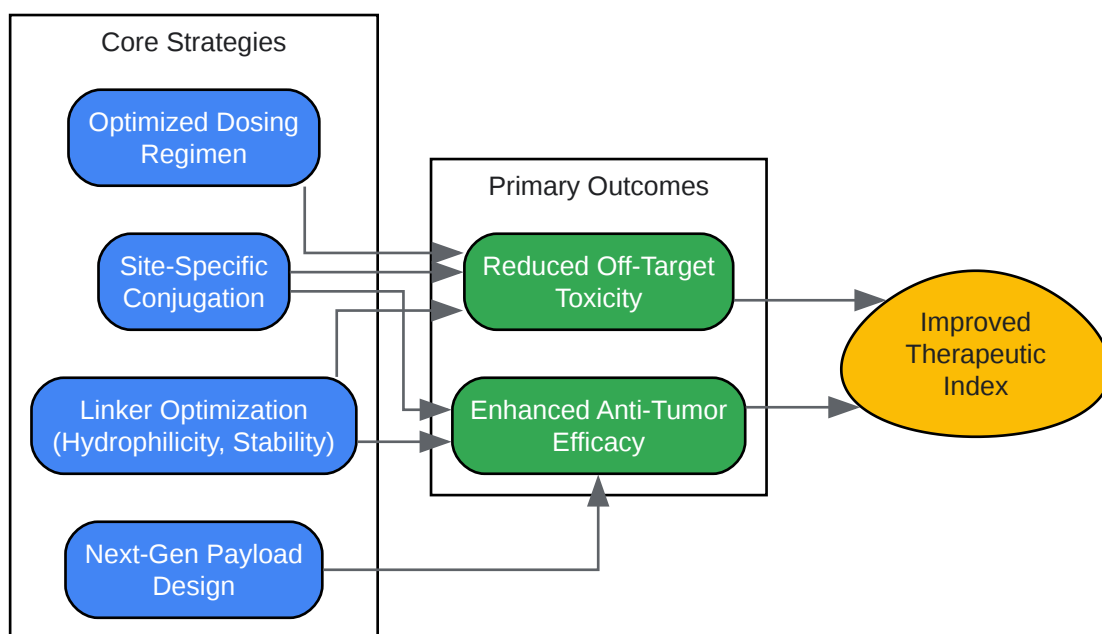 Core Strategies
Optimized Dosing
Regimen
Site-Specific
Conjugation
Linker Optimization
(Hydrophilicity, Stability)
Next-Gen Payload
Design
Primary Outcomes
Reduced Off-Target
Toxicity
Enhanced Anti-Tumor
Efficacy
Improved
Therapeutic
Index